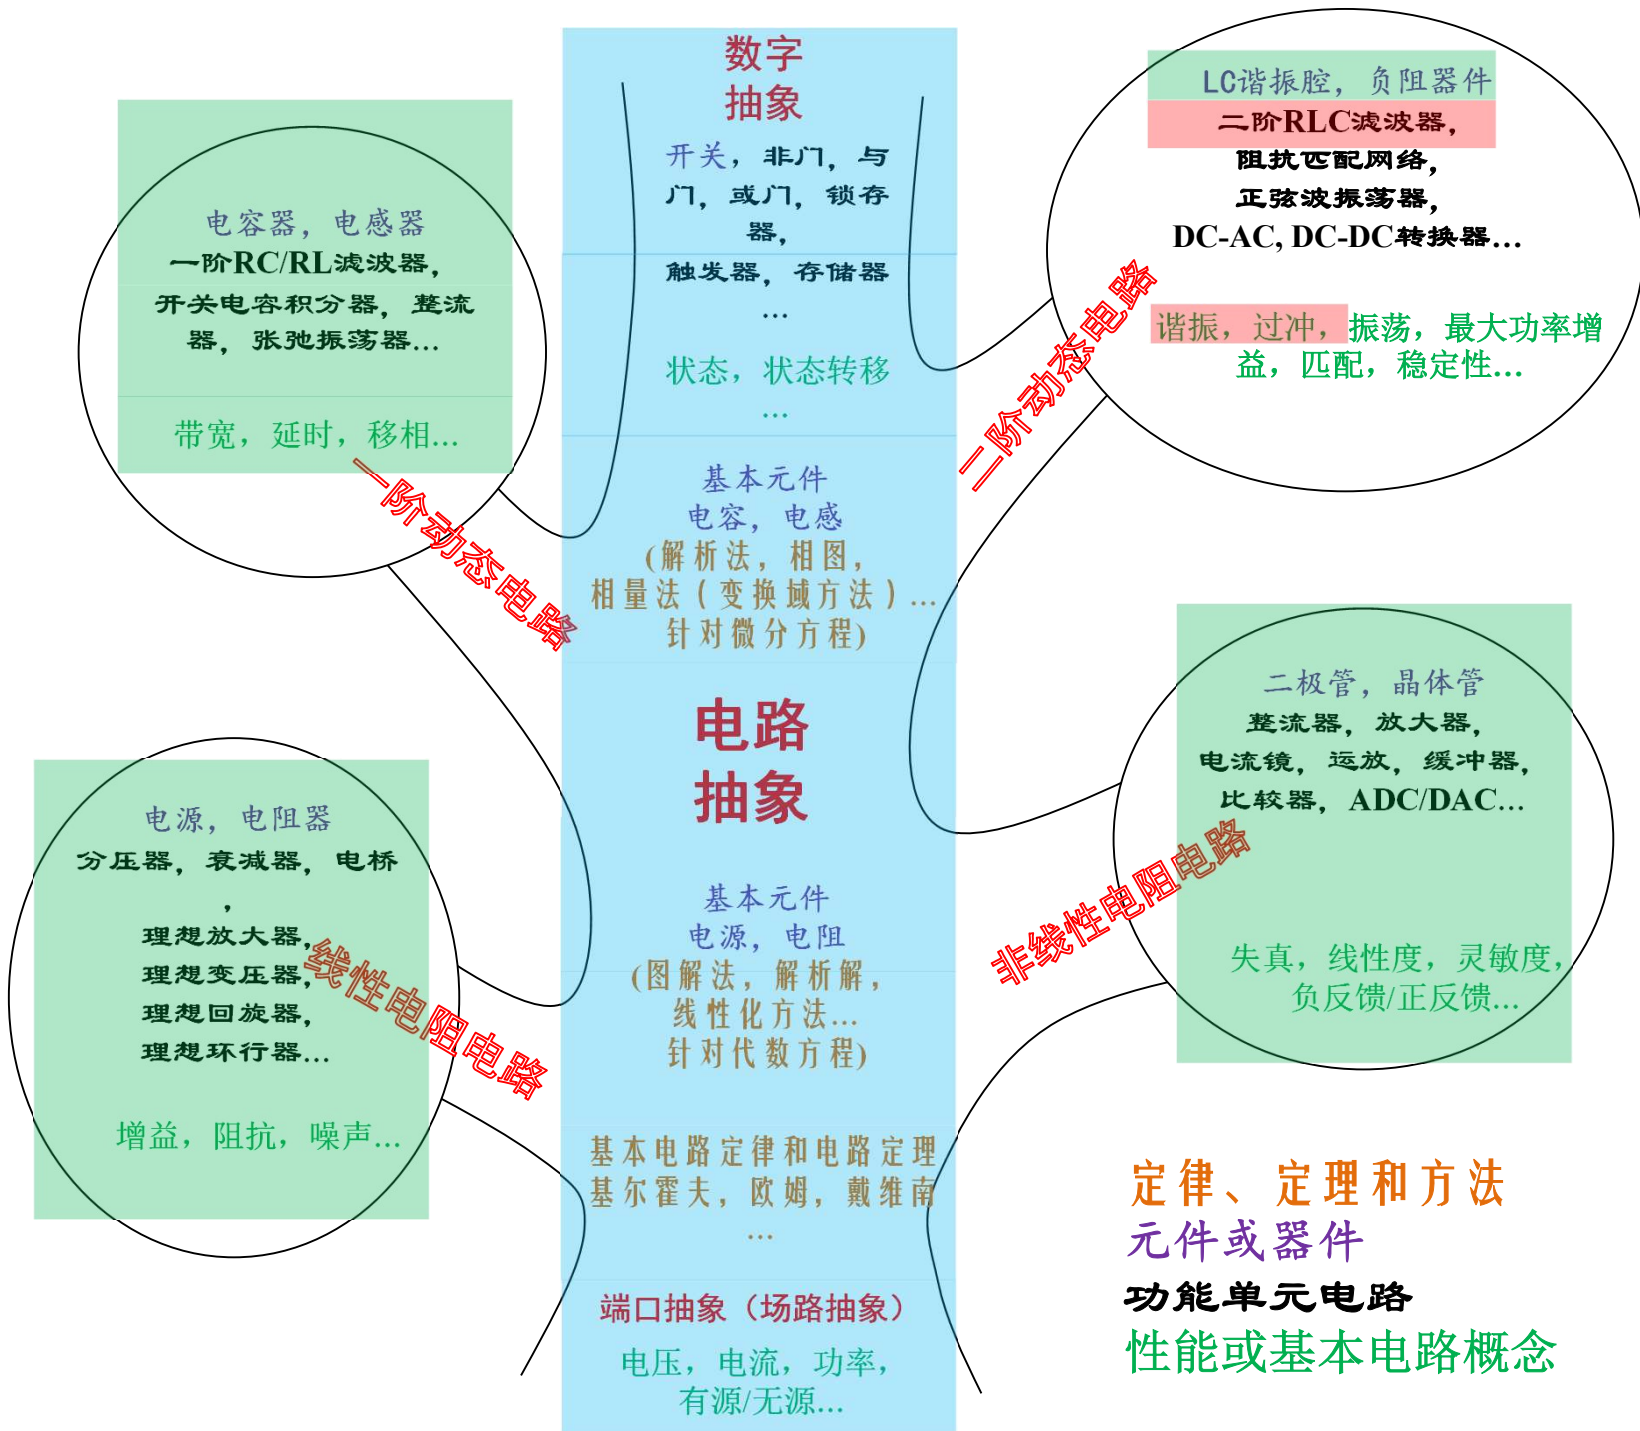 数字
抽象
开关，非门，与
门，或门，锁存
器，
触发器，存储器
…
状态，状态转移
…
基本元件
电容，电感
(解析法，相图，
相量法（变换域方法）…
针对微分方程)
电路
抽象
基本元件
电源，电阻
(图解法，解析解，
线性化方法…
针对代数方程)
基本电路定律和电路定理
基尔霍夫，欧姆，戴维南
…
端口抽象（场路抽象）
电压，电流，功率，
有源/无源…
电容器，电感器
一阶RC/RL滤波器，
开关电容积分器，整流
器，张弛振荡器…
带宽，延时，移相…
一阶动态电路
电源，电阻器
分压器，衰减器，电桥
，
理想放大器，
理想变压器，
理想回旋器，
理想环行器…
增益，阻抗，噪声…
线性电阻电路
LC谐振腔，负阻器件
二阶RLC滤波器，
阻抗匹配网络，
正弦波振荡器，
DC-AC, DC-DC转换器…
谐振，过冲，振荡，最大功率增
益，匹配，稳定性…
二阶动态电路
二极管，晶体管
整流器，放大器，
电流镜，运放，缓冲器，
比较器，ADC/DAC…
失真，线性度，灵敏度，
负反馈/正反馈…
非线性电阻电路
定律、定理和方法
元件或器件
功能单元电路
性能或基本电路概念